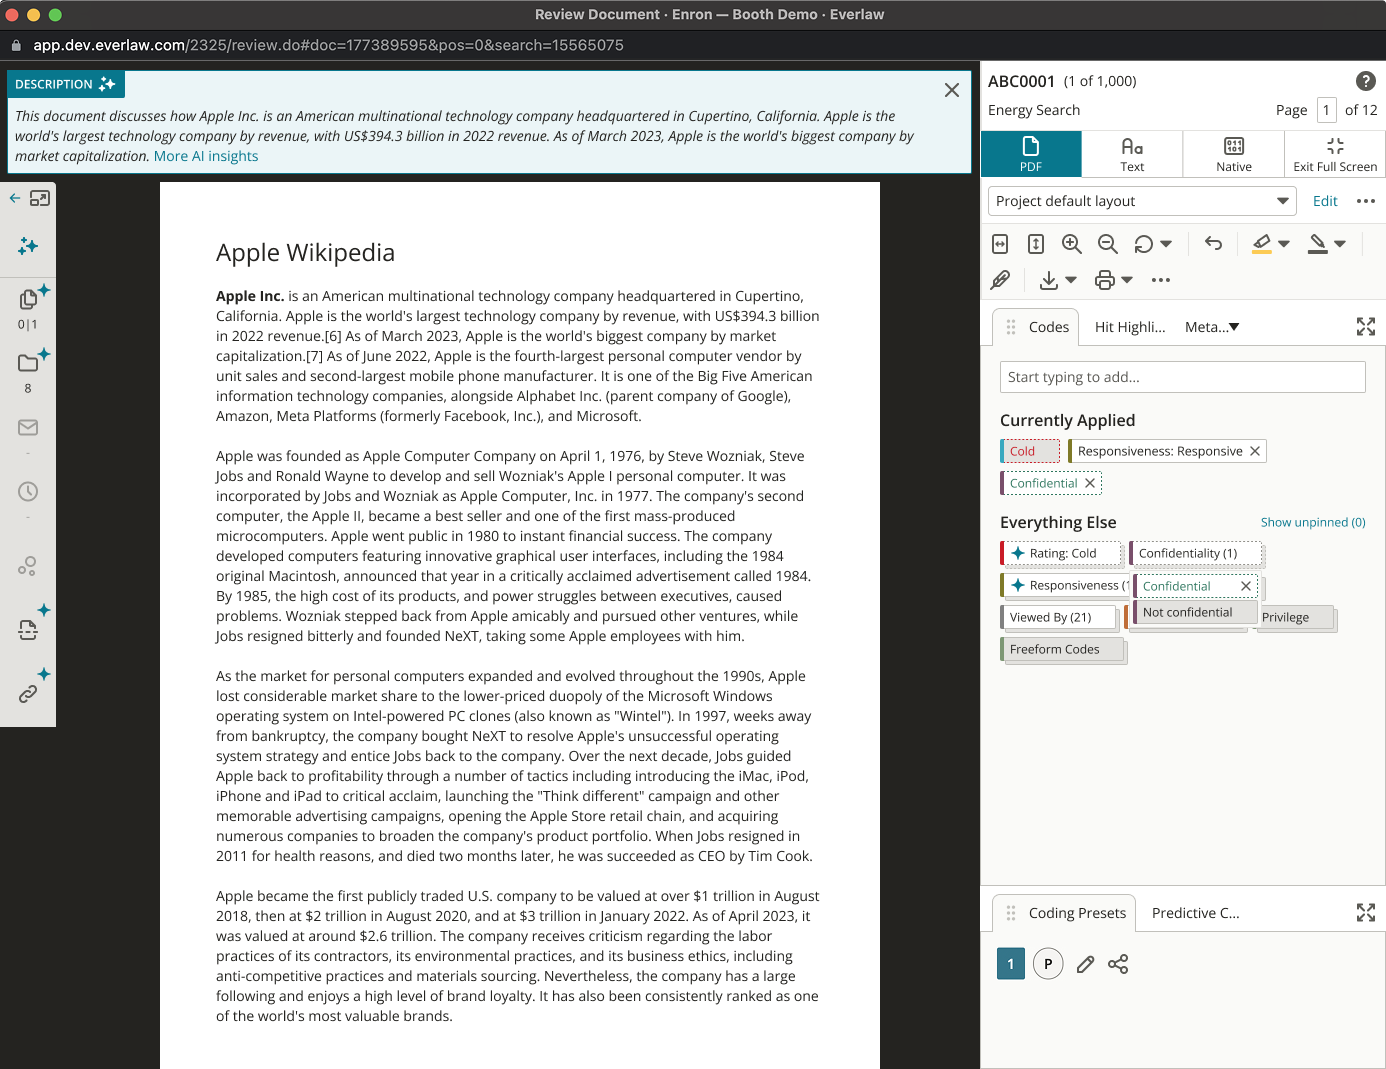 Review Document · Enron — Booth Demo · Everlaw
app.dev.everlaw.com/2325/review.do#doc=177389595&pos=0&search=15565075
DESCRIPTION
This document discusses how Apple Inc. is an American multinational technology company headquartered in Cupertino, California. Apple is the
world's largest technology company by revenue, with US$394.3 billion in 2022 revenue. As of March 2023, Apple is the world's biggest company by
market capitalization. More AI insights
0|1
8
-
-
Apple Wikipedia
Apple Inc. is an American multinational technology company headquartered in Cupertino,
California. Apple is the world's largest technology company by revenue, with US$394.3 billion
in 2022 revenue.[6] As of March 2023, Apple is the world's biggest company by market
capitalization.[7] As of June 2022, Apple is the fourth-largest personal computer vendor by
unit sales and second-largest mobile phone manufacturer. It is one of the Big Five American
information technology companies, alongside Alphabet Inc. (parent company of Google),
Amazon, Meta Platforms (formerly Facebook, Inc.), and Microsoft.
Apple was founded as Apple Computer Company on April 1, 1976, by Steve Wozniak, Steve
Jobs and Ronald Wayne to develop and sell Wozniak's Apple I personal computer. It was
incorporated by Jobs and Wozniak as Apple Computer, Inc. in 1977. The company's second
computer, the Apple II, became a best seller and one of the first mass-produced
microcomputers. Apple went public in 1980 to instant financial success. The company
developed computers featuring innovative graphical user interfaces, including the 1984
original Macintosh, announced that year in a critically acclaimed advertisement called 1984.
By 1985, the high cost of its products, and power struggles between executives, caused
problems. Wozniak stepped back from Apple amicably and pursued other ventures, while
Jobs resigned bitterly and founded NeXT, taking some Apple employees with him.
As the market for personal computers expanded and evolved throughout the 1990s, Apple
lost considerable market share to the lower-priced duopoly of the Microsoft Windows
operating system on Intel-powered PC clones (also known as "Wintel"). In 1997, weeks away
from bankruptcy, the company bought NeXT to resolve Apple's unsuccessful operating
system strategy and entice Jobs back to the company. Over the next decade, Jobs guided
Apple back to profitability through a number of tactics including introducing the iMac, iPod,
iPhone and iPad to critical acclaim, launching the "Think different" campaign and other
memorable advertising campaigns, opening the Apple Store retail chain, and acquiring
numerous companies to broaden the company's product portfolio. When Jobs resigned in
2011 for health reasons, and died two months later, he was succeeded as CEO by Tim Cook.
Apple became the first publicly traded U.S. company to be valued at over $1 trillion in August
2018, then at $2 trillion in August 2020, and at $3 trillion in January 2022. As of April 2023, it
was valued at around $2.6 trillion. The company receives criticism regarding the labor
practices of its contractors, its environmental practices, and its business ethics, including
anti-competitive practices and materials sourcing. Nevertheless, the company has a large
following and enjoys a high level of brand loyalty. It has also been consistently ranked as one
of the world's most valuable brands.
ABC0001 (1 of 1,000)
Energy Search Page 1 of 12
PDF Text Native Exit Full Screen
Project default layout Edit
Codes Hit Highli... Meta...
Start typing to add...
Currently Applied
Cold Responsiveness: Responsive
Confidential
Everything Else Show unpinned (0)
Rating: Cold Confidentiality (1)
Responsiveness (1 Confidential
Not confidential
Viewed By (21) Privilege
Freeform Codes
Coding Presets Predictive C...
1 P